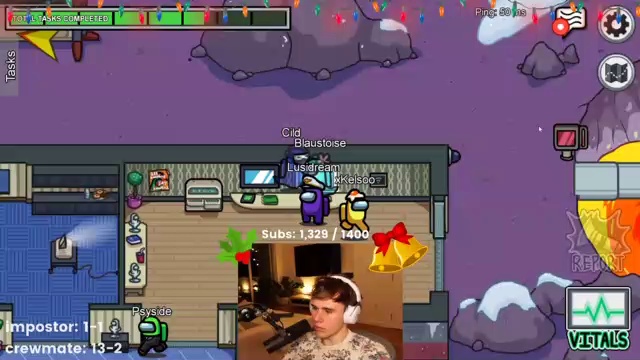 TOTAL TASKS COMPLETED
Ping: 50 ms
Tasks
Cild
Blaustoise
Lusidream
xKelsoo
Subs: 1,329 / 1400
REPORT
Psyside
impostor: 1-1
crewmate: 13-2
VITALS